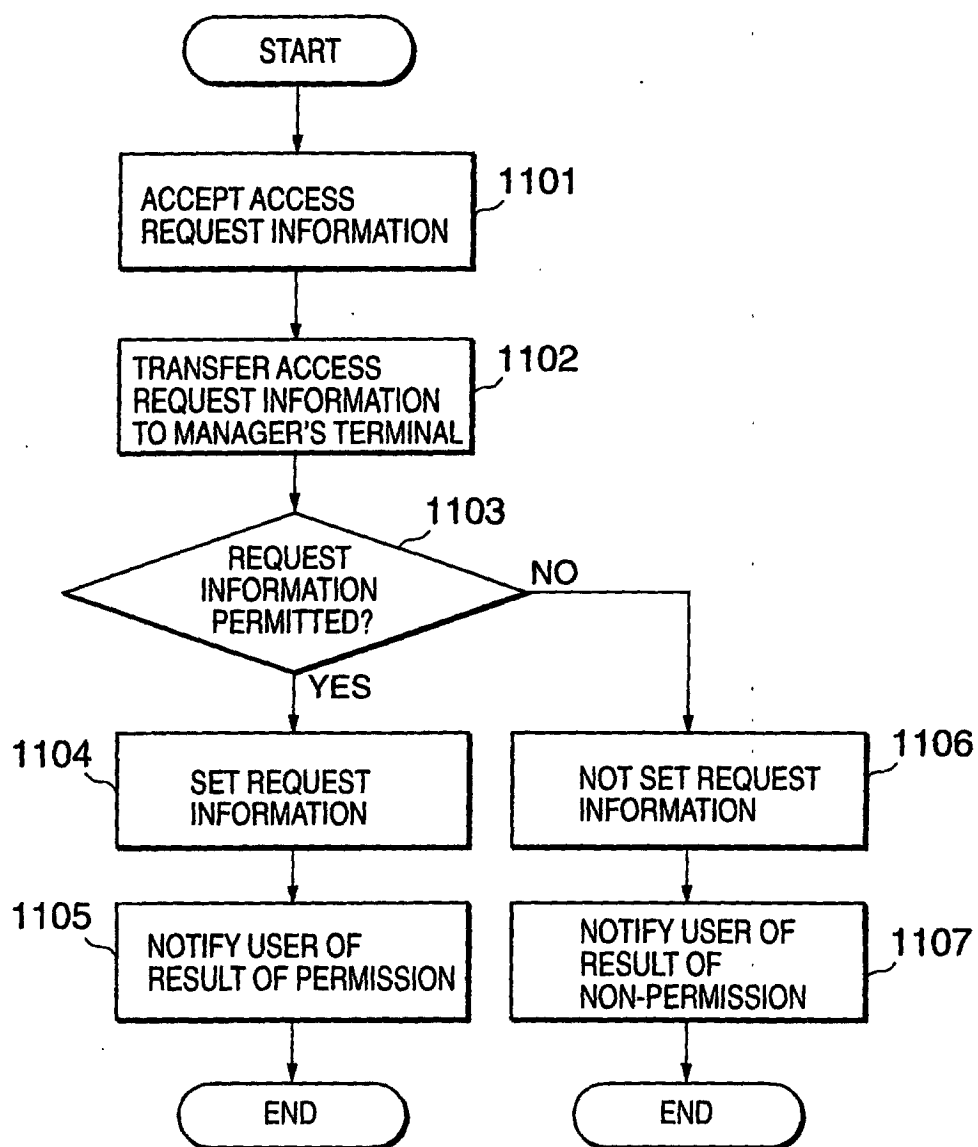 START
1101
ACCEPT ACCESS
REQUEST INFORMATION
1102
TRANSFER ACCESS
REQUEST INFORMATION
TO MANAGER'S TERMINAL
1103
REQUEST
INFORMATION
PERMITTED?
NO
YES
1104
SET REQUEST
INFORMATION
1106
NOT SET REQUEST
INFORMATION
1105
NOTIFY USER OF
RESULT OF PERMISSION
1107
NOTIFY USER OF
RESULT OF
NON-PERMISSION
END
END